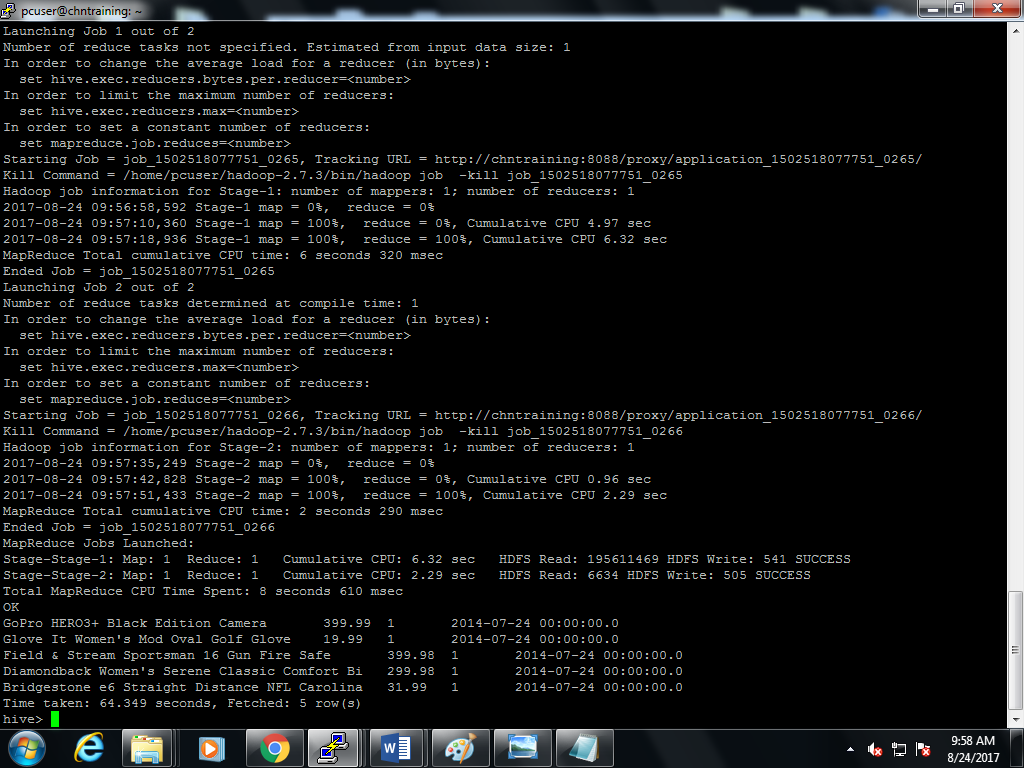 pcuser@chntraining: ~
Launching Job 1 out of 2
Number of reduce tasks not specified. Estimated from input data size: 1
In order to change the average load for a reducer (in bytes):
  set hive.exec.reducers.bytes.per.reducer=<number>
In order to limit the maximum number of reducers:
  set hive.exec.reducers.max=<number>
In order to set a constant number of reducers:
  set mapreduce.job.reduces=<number>
Starting Job = job_1502518077751_0265, Tracking URL = http://chntraining:8088/proxy/application_1502518077751_0265/
Kill Command = /home/pcuser/hadoop-2.7.3/bin/hadoop job  -kill job_1502518077751_0265
Hadoop job information for Stage-1: number of mappers: 1; number of reducers: 1
2017-08-24 09:56:58,592 Stage-1 map = 0%,  reduce = 0%
2017-08-24 09:57:10,360 Stage-1 map = 100%,  reduce = 0%, Cumulative CPU 4.97 sec
2017-08-24 09:57:18,936 Stage-1 map = 100%,  reduce = 100%, Cumulative CPU 6.32 sec
MapReduce Total cumulative CPU time: 6 seconds 320 msec
Ended Job = job_1502518077751_0265
Launching Job 2 out of 2
Number of reduce tasks determined at compile time: 1
In order to change the average load for a reducer (in bytes):
  set hive.exec.reducers.bytes.per.reducer=<number>
In order to limit the maximum number of reducers:
  set hive.exec.reducers.max=<number>
In order to set a constant number of reducers:
  set mapreduce.job.reduces=<number>
Starting Job = job_1502518077751_0266, Tracking URL = http://chntraining:8088/proxy/application_1502518077751_0266/
Kill Command = /home/pcuser/hadoop-2.7.3/bin/hadoop job  -kill job_1502518077751_0266
Hadoop job information for Stage-2: number of mappers: 1; number of reducers: 1
2017-08-24 09:57:35,249 Stage-2 map = 0%,  reduce = 0%
2017-08-24 09:57:42,828 Stage-2 map = 100%,  reduce = 0%, Cumulative CPU 0.96 sec
2017-08-24 09:57:51,433 Stage-2 map = 100%,  reduce = 100%, Cumulative CPU 2.29 sec
MapReduce Total cumulative CPU time: 2 seconds 290 msec
Ended Job = job_1502518077751_0266
MapReduce Jobs Launched:
Stage-Stage-1: Map: 1  Reduce: 1   Cumulative CPU: 6.32 sec   HDFS Read: 195611469 HDFS Write: 541 SUCCESS
Stage-Stage-2: Map: 1  Reduce: 1   Cumulative CPU: 2.29 sec   HDFS Read: 6634 HDFS Write: 505 SUCCESS
Total MapReduce CPU Time Spent: 8 seconds 610 msec
OK
GoPro HERO3+ Black Edition Camera       399.99  1       2014-07-24 00:00:00.0
Glove It Women's Mod Oval Golf Glove    19.99   1       2014-07-24 00:00:00.0
Field & Stream Sportsman 16 Gun Fire Safe       399.98  1       2014-07-24 00:00:00.0
Diamondback Women's Serene Classic Comfort Bi   299.98  1       2014-07-24 00:00:00.0
Bridgestone e6 Straight Distance NFL Carolina   31.99   1       2014-07-24 00:00:00.0
Time taken: 64.349 seconds, Fetched: 5 row(s)
hive>
9:58 AM
8/24/2017